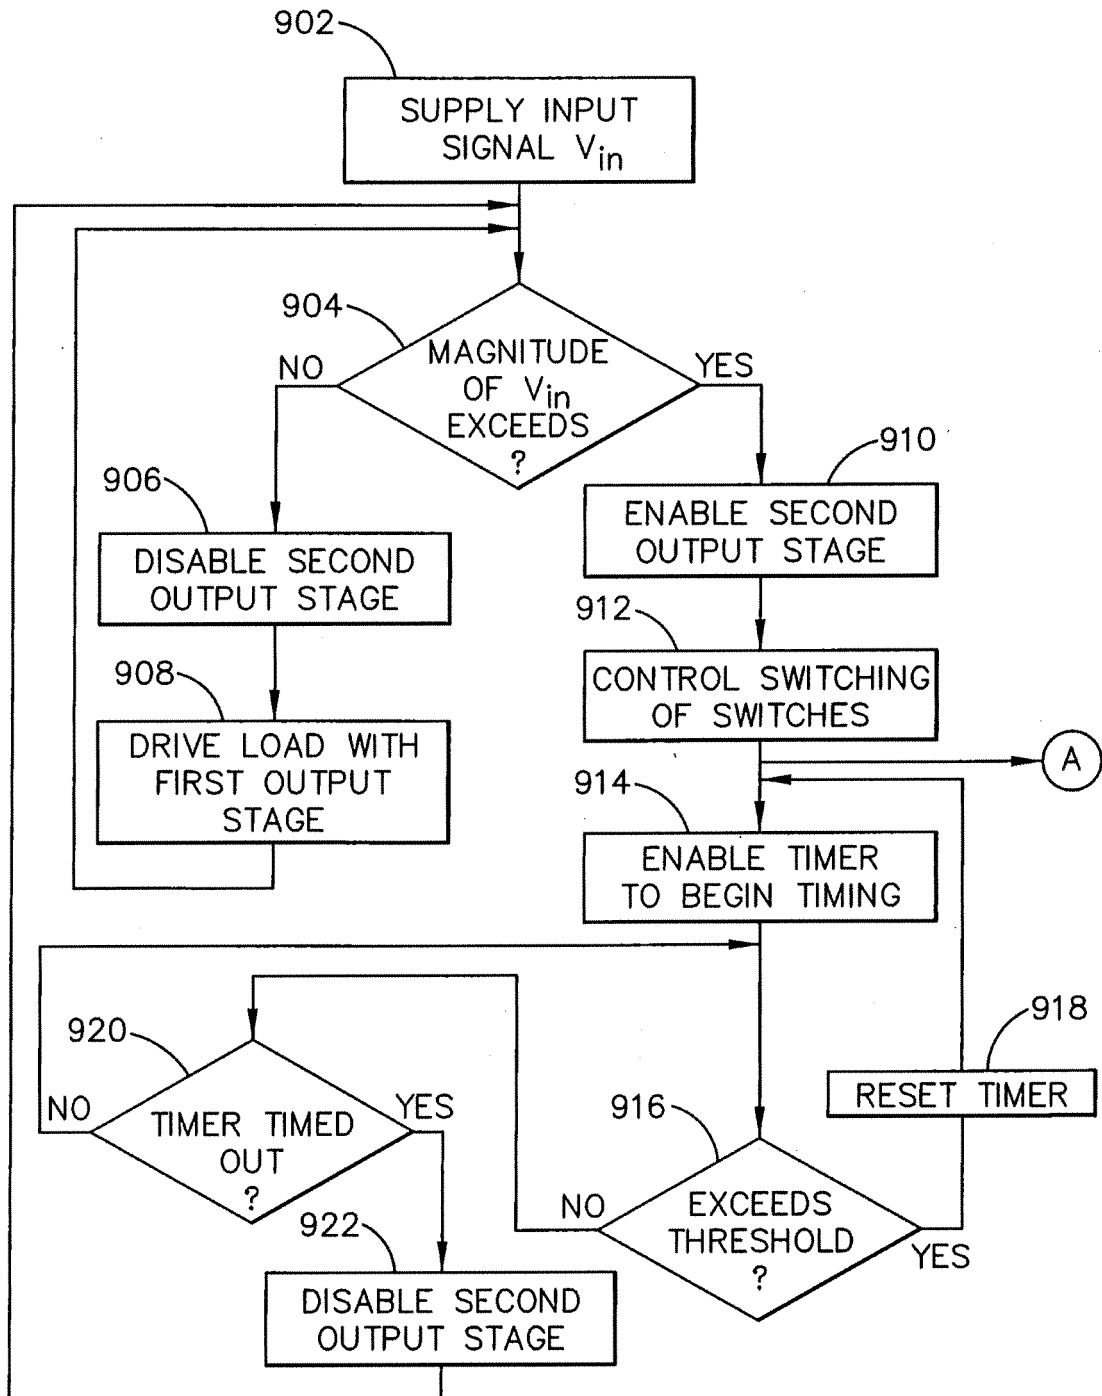 902
SUPPLY INPUT
SIGNAL Vin
904
MAGNITUDE
OF Vin
EXCEEDS
?
NO
YES
906
DISABLE SECOND
OUTPUT STAGE
908
DRIVE LOAD WITH
FIRST OUTPUT
STAGE
910
ENABLE SECOND
OUTPUT STAGE
912
CONTROL SWITCHING
OF SWITCHES
A
914
ENABLE TIMER
TO BEGIN TIMING
916
EXCEEDS
THRESHOLD
?
NO
YES
918
RESET TIMER
920
TIMER TIMED
OUT
?
NO
YES
922
DISABLE SECOND
OUTPUT STAGE